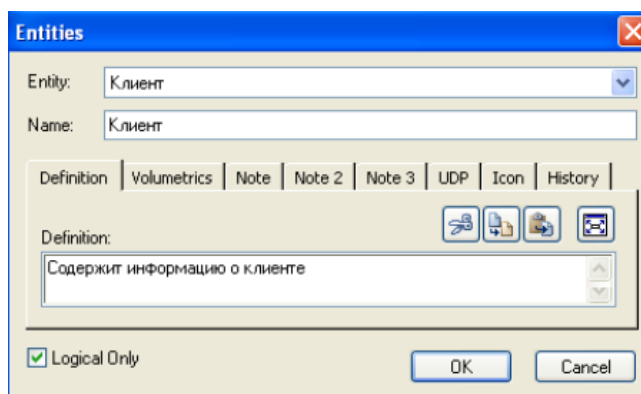 Entities
Entity: Клиент
Name: Клиент
Definition Volumetrics Note Note 2 Note 3 UDP Icon History
Definition:
Содержит информацию о клиенте
Logical Only OK Cancel